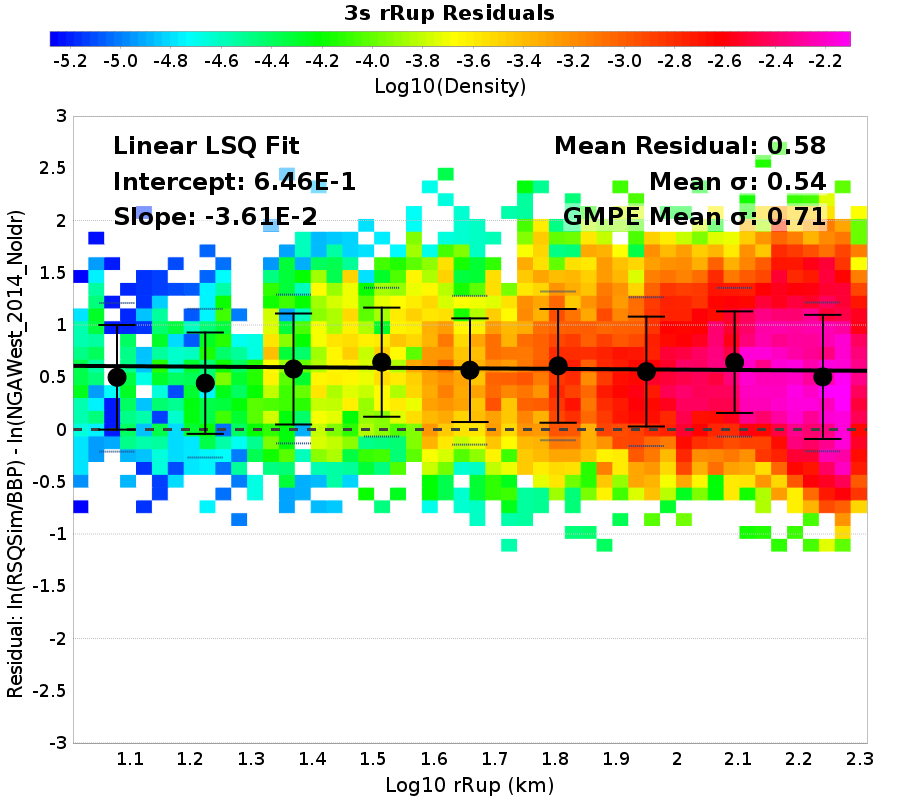 3s rRup Residuals
-5.2 -5.0 -4.8 -4.6 -4.4 -4.2 -4.0 -3.8 -3.6 -3.4 -3.2 -3.0 -2.8 -2.6 -2.4 -2.2
Log10(Density)
Linear LSQ Fit
Intercept: 6.46E-1
Slope: -3.61E-2
Mean Residual: 0.58
Mean σ: 0.54
GMPE Mean σ: 0.71
3
2.5
2
1.5
1
0.5
0
-0.5
-1
-1.5
-2
-2.5
-3
Residual: ln(RSQSim/BBP) - ln(NGAWest_2014_NoIdr)
1.1 1.2 1.3 1.4 1.5 1.6 1.7 1.8 1.9 2 2.1 2.2 2.3
Log10 rRup (km)